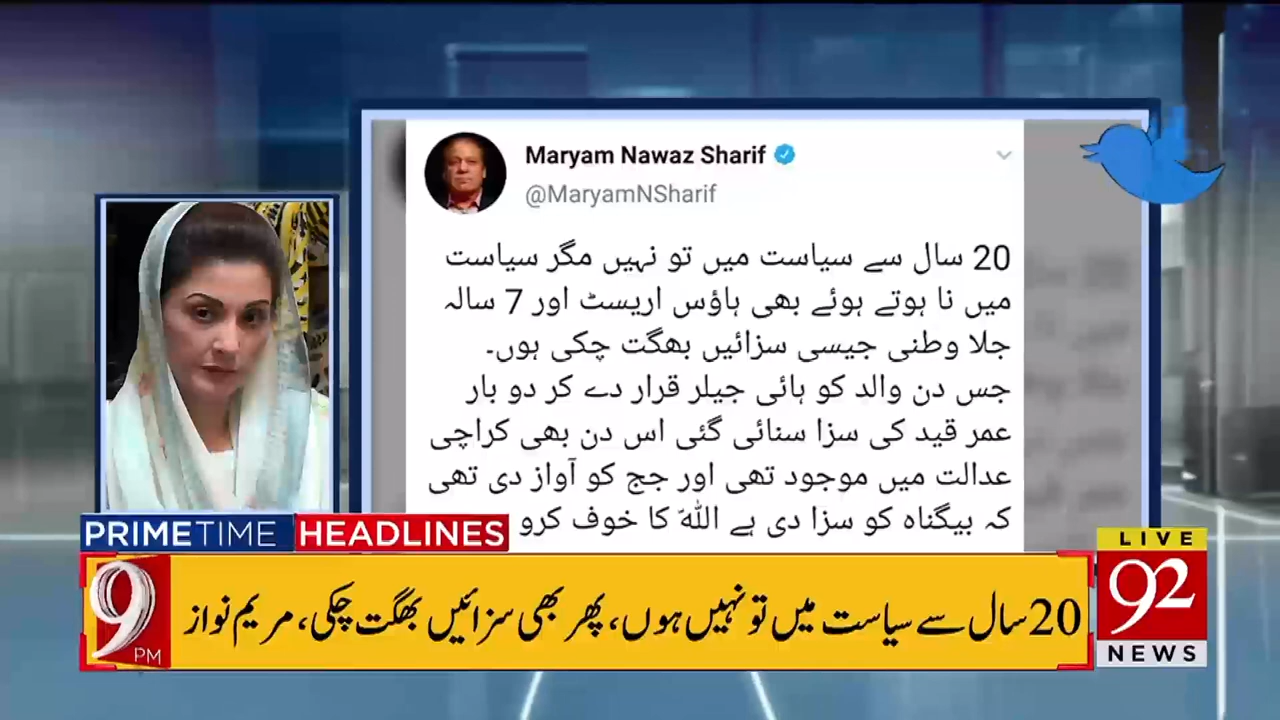 Maryam Nawaz Sharif
@MaryamNSharif
20 سال سے سیاست میں تو نہیں مگر سیاست
میں نا ہوتے ہوئے بھی ہاؤس اریسٹ اور 7 سالہ
جلا وطنی جیسی سزائیں بھگت چکی ہوں۔
جس دن والد کو ہائی جیلر قرار دے کر دو بار
عمر قید کی سزا سنائی گئی اس دن بھی کراچی
عدالت میں موجود تھی اور جج کو آواز دی تھی
کہ بیگناہ کو سزا دی ہے اللّٰہ کا خوف کرو
PRIMETIME HEADLINES
9 PM
20 سال سے سیاست میں تو نہیں ہوں، پھر بھی سزائیں بھگت چکی، مریم نواز
LIVE
92
NEWS